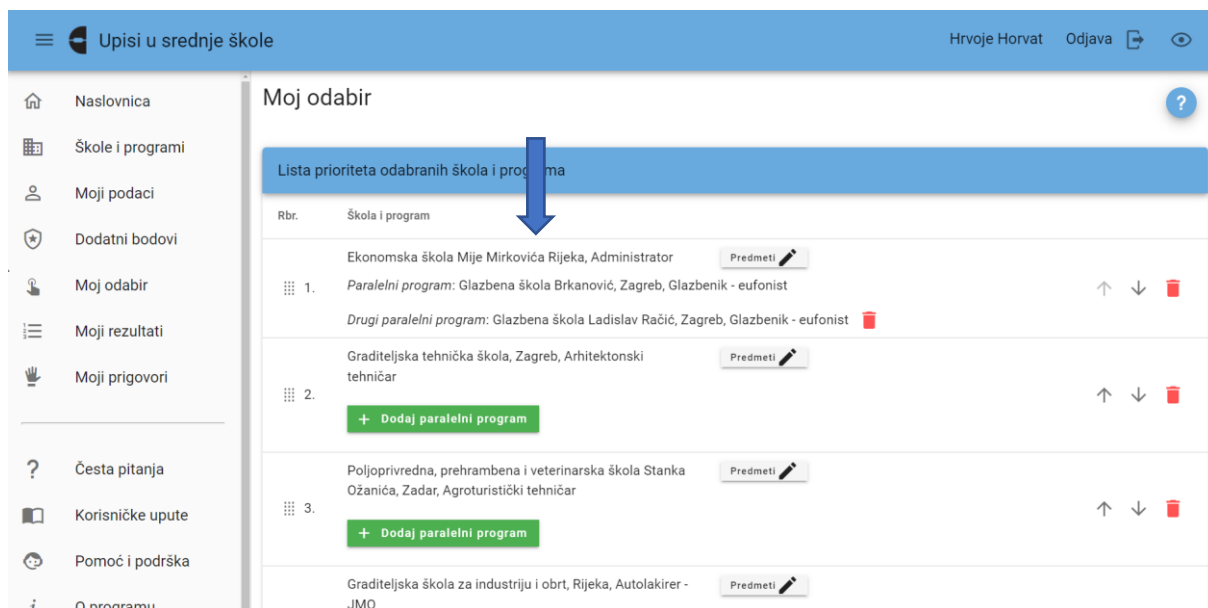 Upisi u srednje škole
Hrvoje Horvat
Odjava
Naslovnica
Škole i programi
Moji podaci
Dodatni bodovi
Moj odabir
Moji rezultati
Moji prigovori
Česta pitanja
Korisničke upute
Pomoć i podrška
O programu
Moj odabir
?
Lista prioriteta odabranih škola i programa
Rbr. Škola i program
Ekonomska škola Mije Mirkovića Rijeka, Administrator Predmeti
1. Paralelni program: Glazbena škola Brkanović, Zagreb, Glazbenik - eufonist
Drugi paralelni program: Glazbena škola Ladislav Račić, Zagreb, Glazbenik - eufonist
Graditeljska tehnička škola, Zagreb, Arhitektonski Predmeti
tehničar
2.
+ Dodaj paralelni program
Poljoprivredna, prehrambena i veterinarska škola Stanka Predmeti
Ožanića, Zadar, Agroturistički tehničar
3.
+ Dodaj paralelni program
Graditeljska škola za industriju i obrt, Rijeka, Autolakirer - Predmeti
JMO